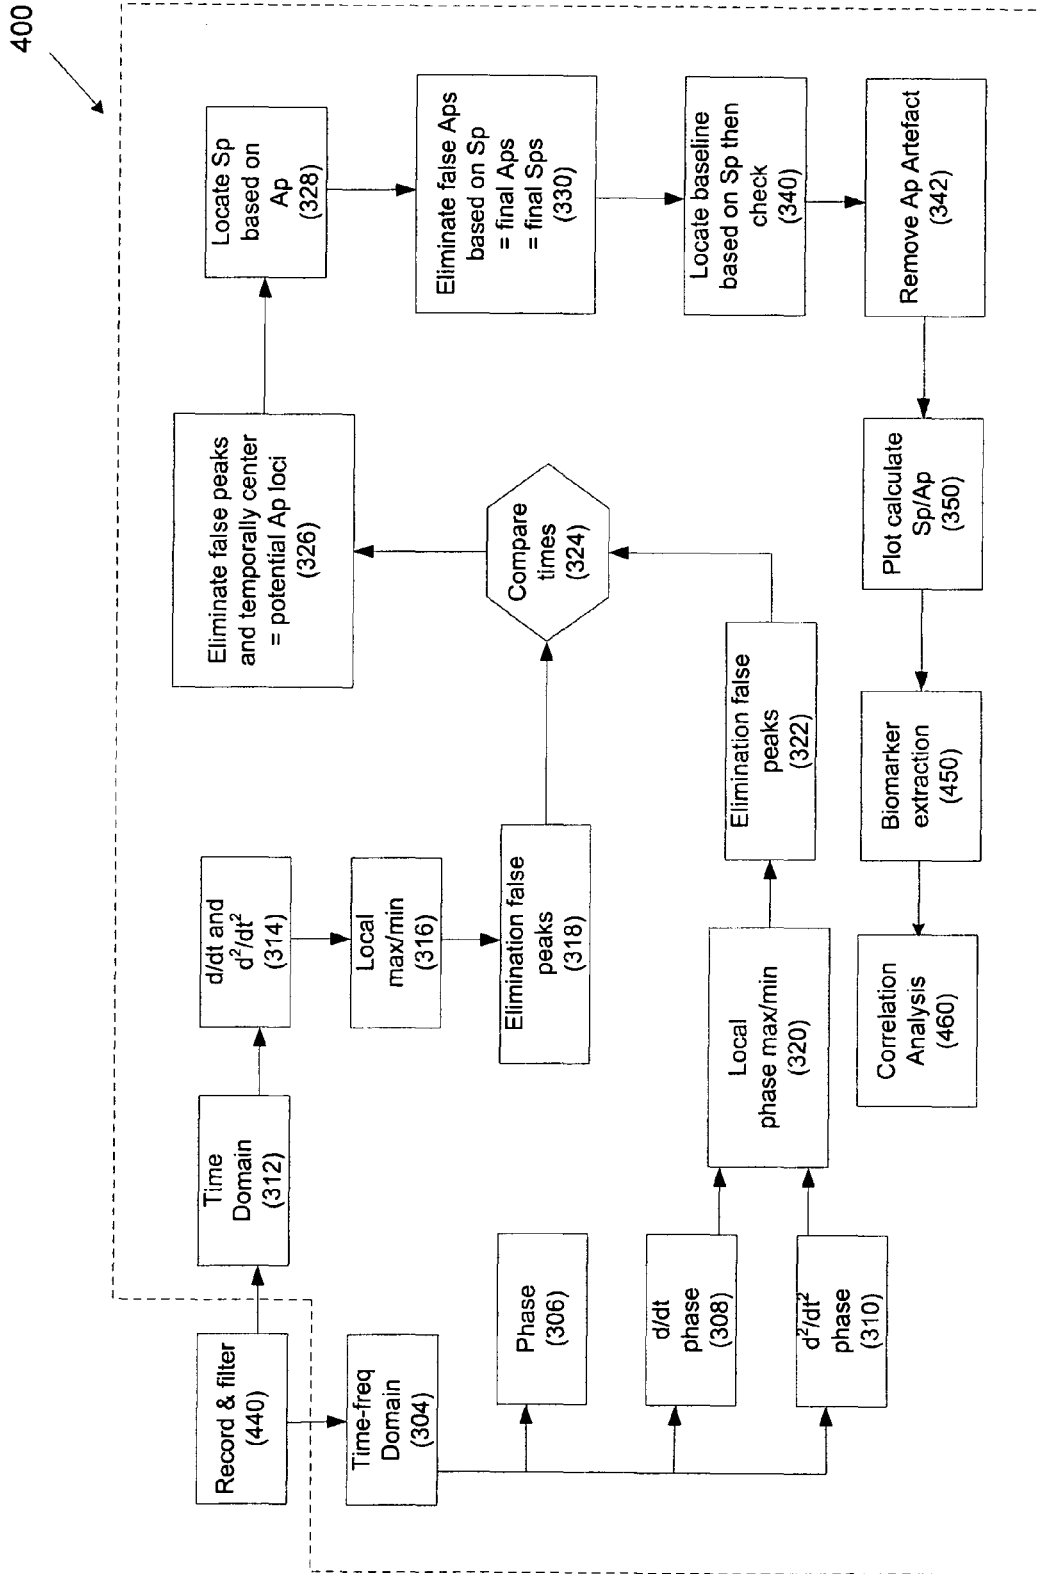 400
Record & filter
(440)
Time
Domain
(312)
d/dt and
d²/dt²
(314)
Local
max/min
(316)
Elimination false
peaks
(318)
Time-freq
Domain
(304)
Phase
(306)
d/dt
phase
(308)
d²/dt²
phase
(310)
Local
phase max/min
(320)
Elimination false
peaks
(322)
Compare
times
(324)
Eliminate false peaks
and temporally center
= potential Ap loci
(326)
Locate Sp
based on
Ap
(328)
Eliminate false Aps
based on Sp
= final Aps
= final Sps
(330)
Locate baseline
based on Sp then
check
(340)
Remove Ap Artefact
(342)
Plot calculate
Sp/Ap
(350)
Biomarker
extraction
(450)
Correlation
Analysis
(460)